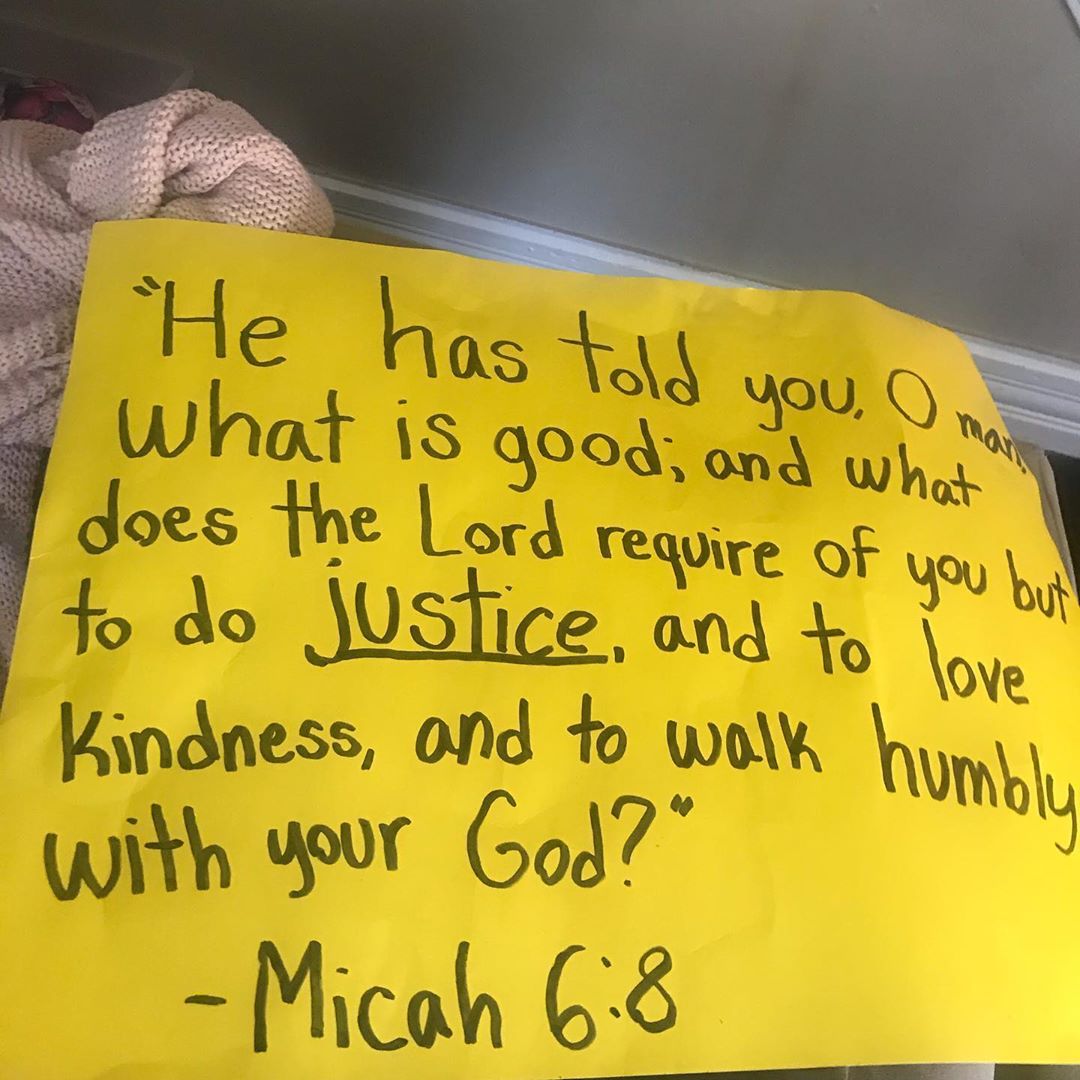 "He has told you, O man,
what is good; and what
does the Lord require of you but
to do justice, and to love
kindness, and to walk humbly
with your God?"
- Micah 6:8